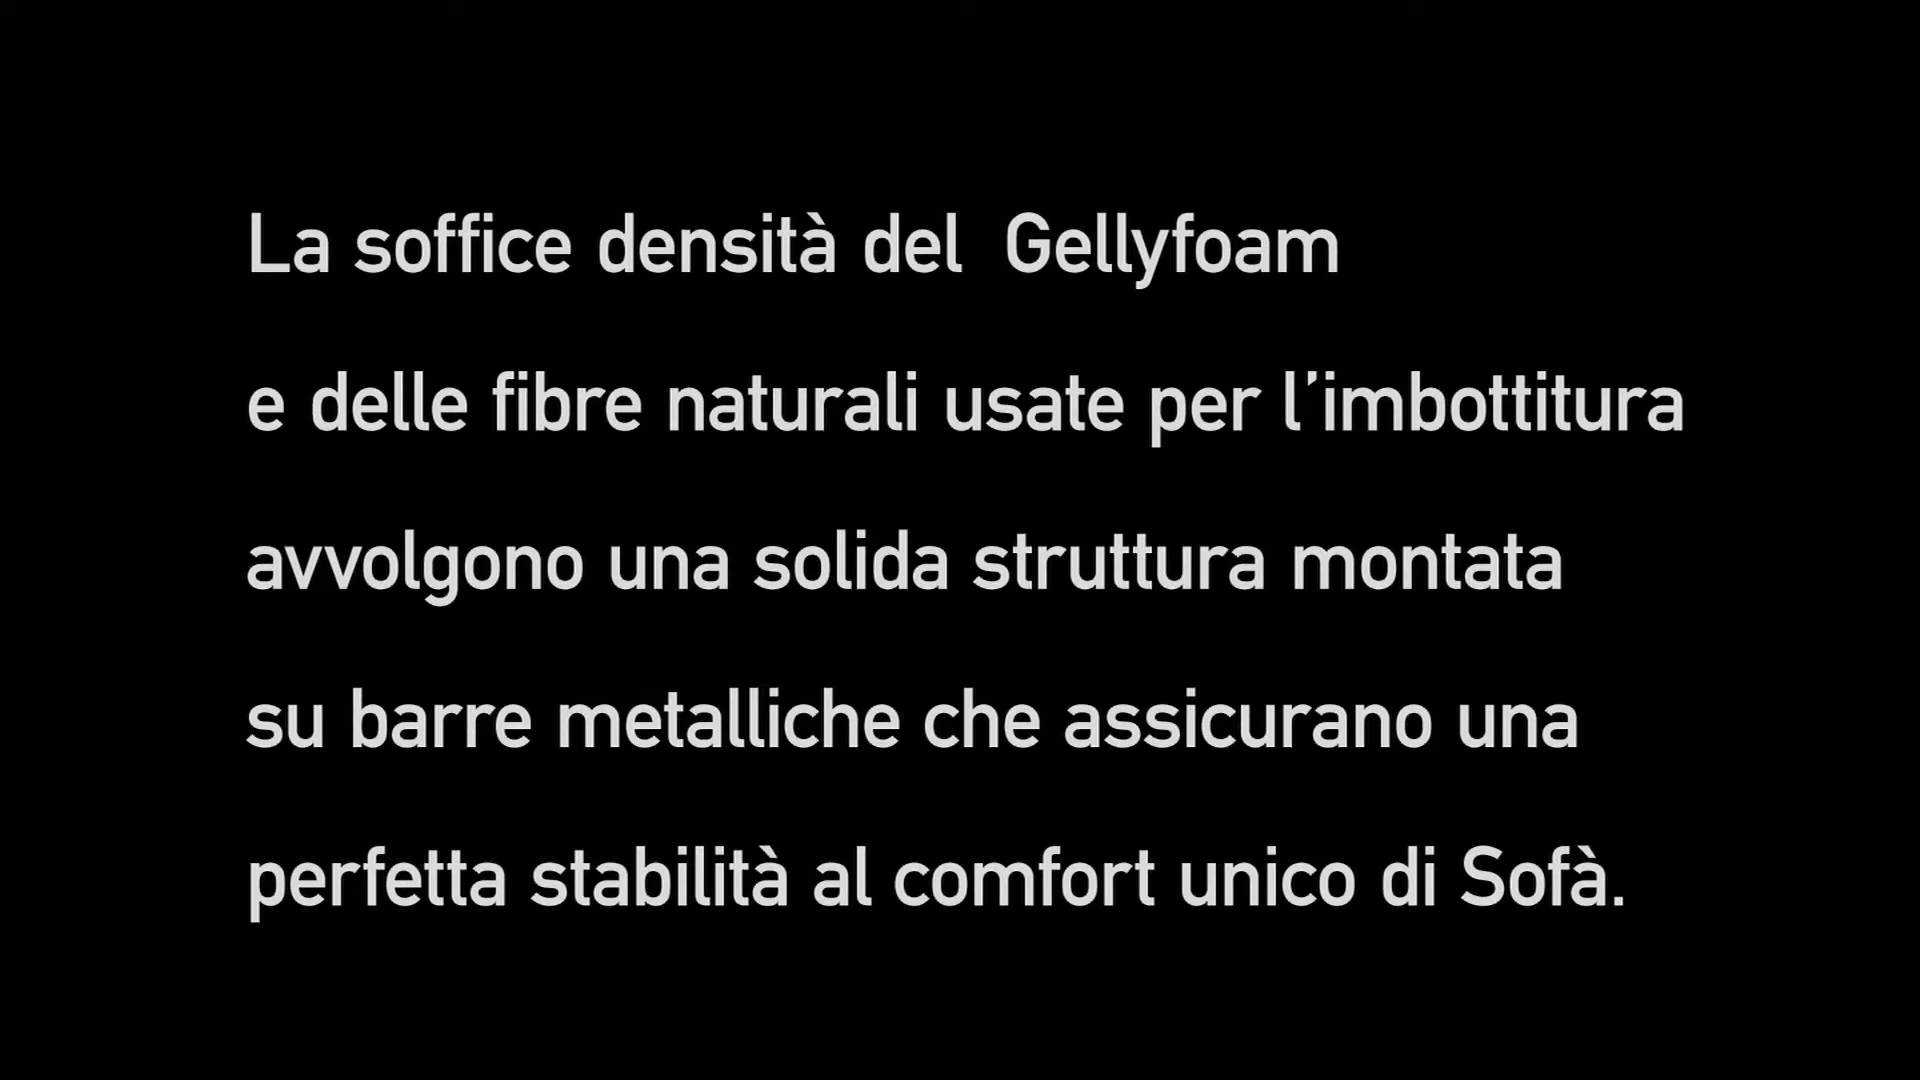 La soffice densità del  Gellyfoam
e delle fibre naturali usate per l’imbottitura
avvolgono una solida struttura montata
su barre metalliche che assicurano una
perfetta stabilità al comfort unico di Sofà.